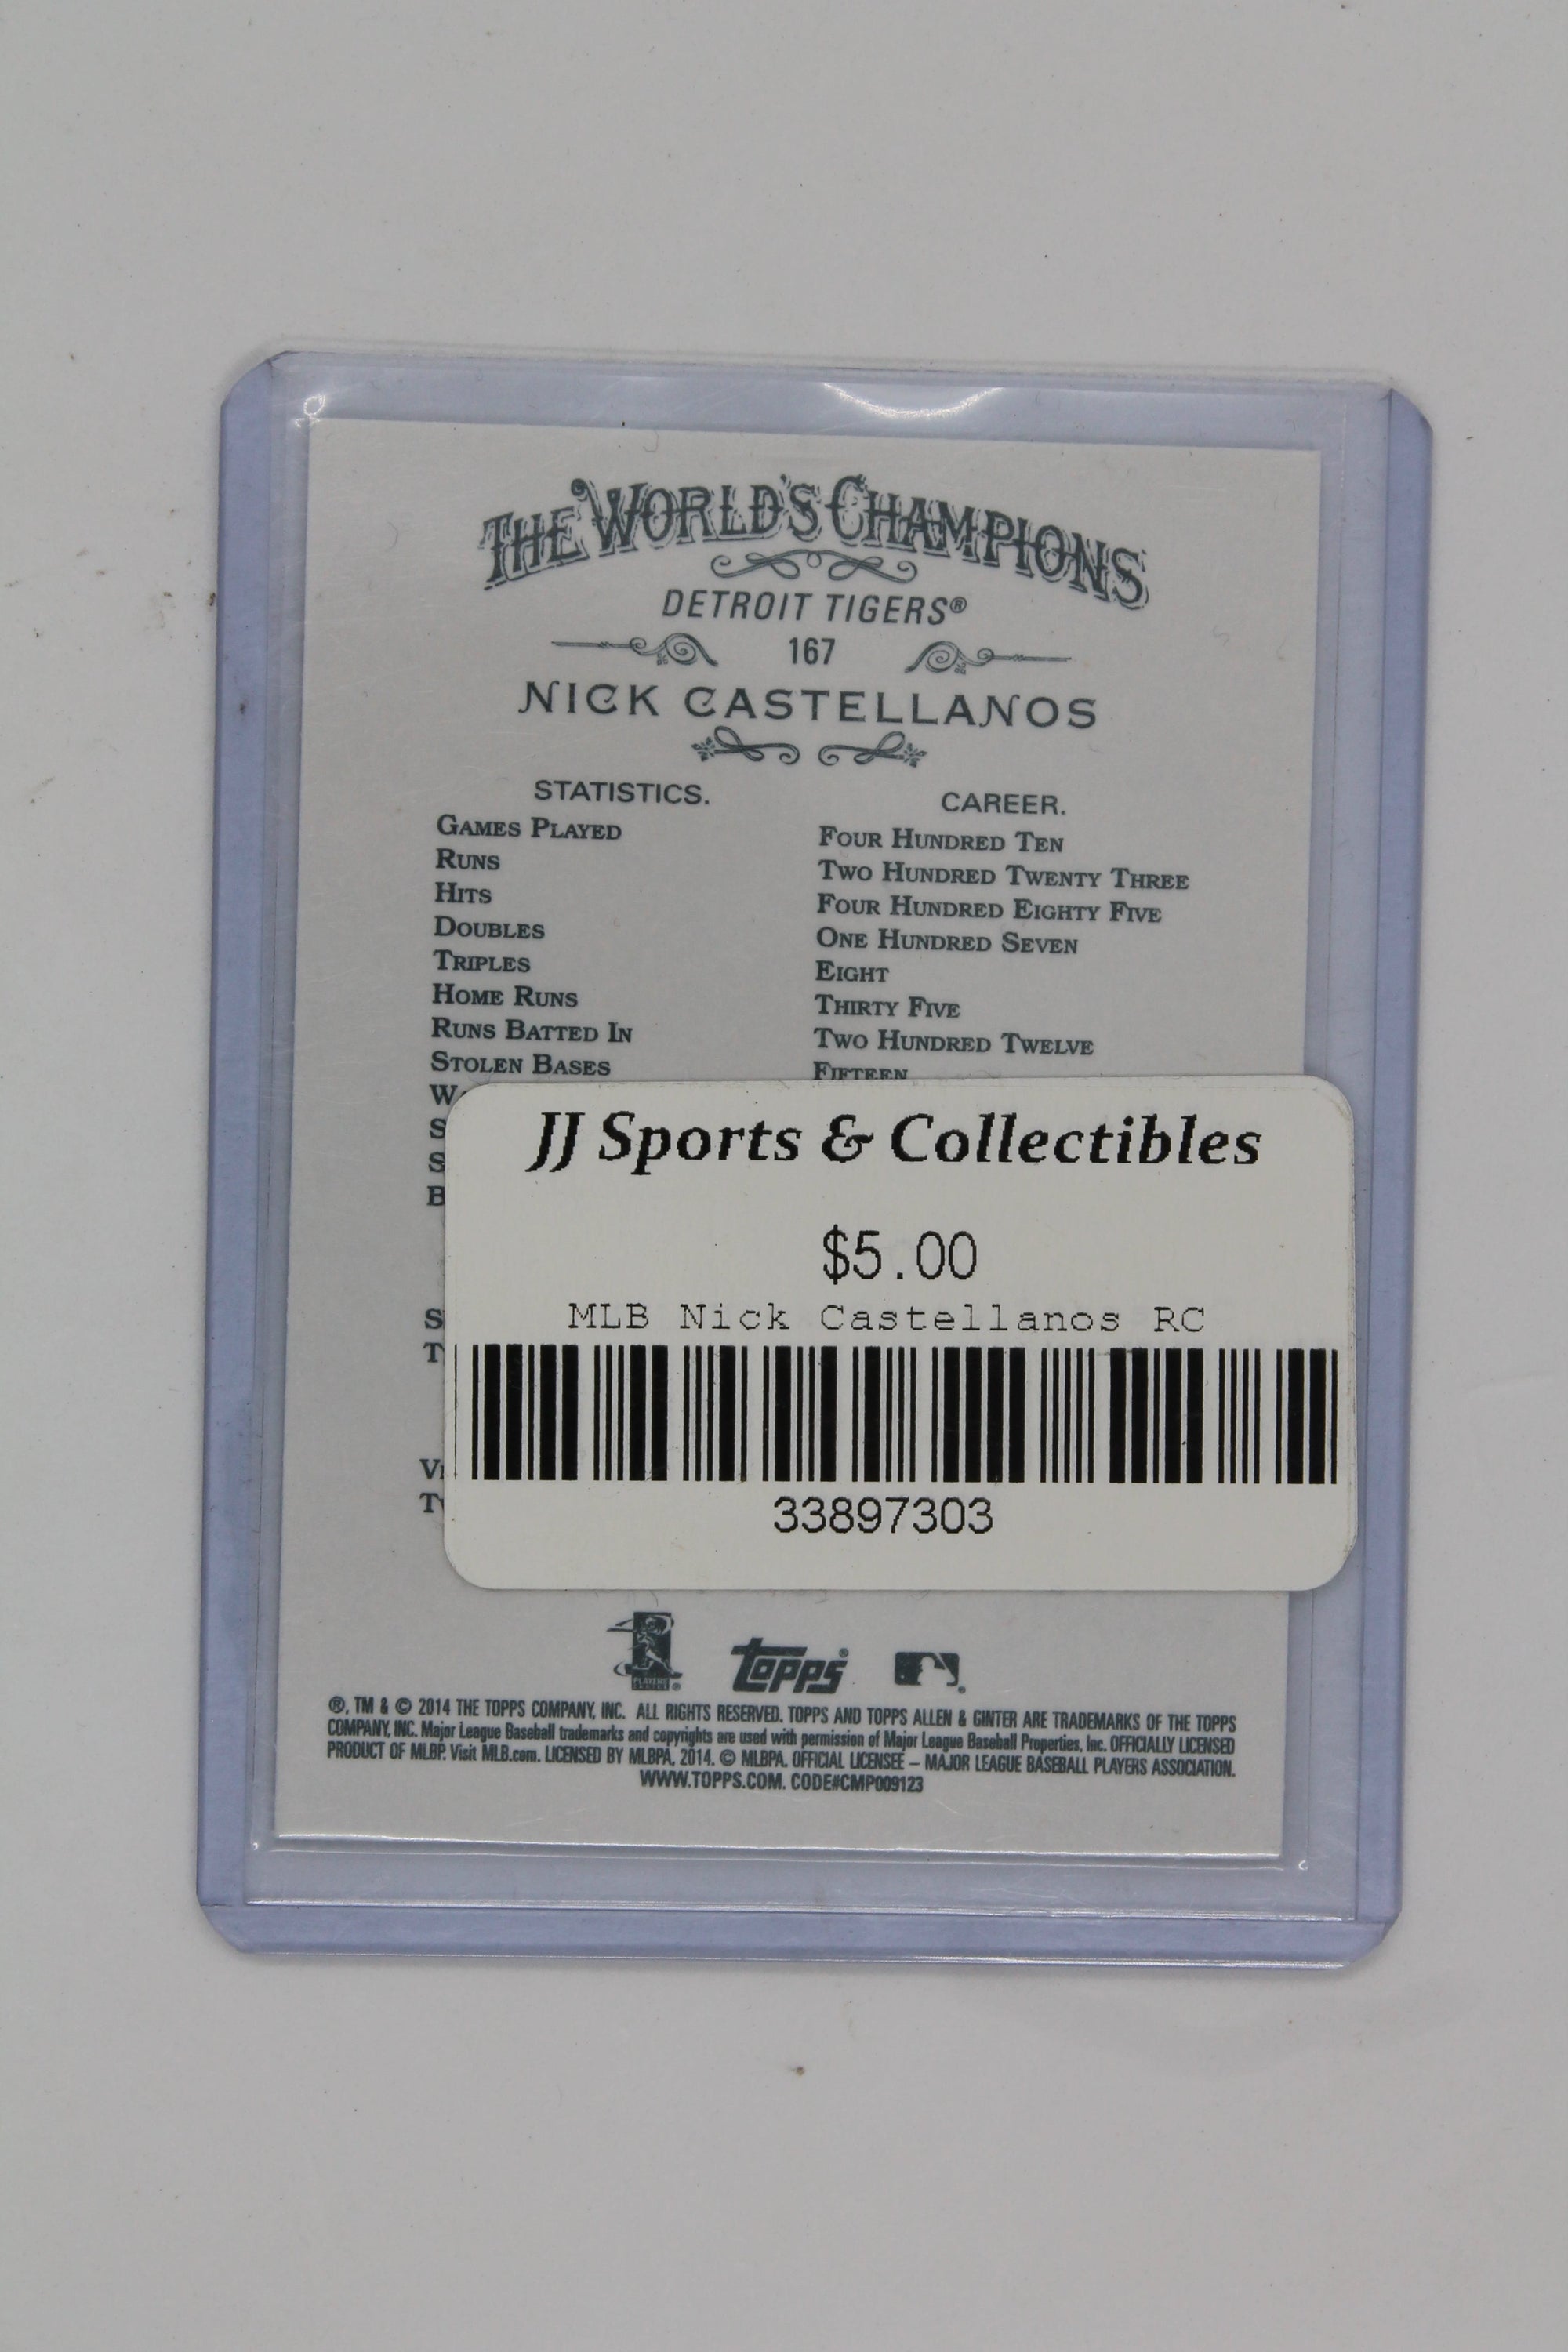 THE WORLD'S CHAMPIONS
DETROIT TIGERS®
167
NICK CASTELLANOS
STATISTICS. CAREER.
GAMES PLAYED FOUR HUNDRED TEN
RUNS TWO HUNDRED TWENTY THREE
HITS FOUR HUNDRED EIGHTY FIVE
DOUBLES ONE HUNDRED SEVEN
TRIPLES EIGHT
HOME RUNS THIRTY FIVE
RUNS BATTED IN TWO HUNDRED TWELVE
STOLEN BASES FIFTEEN
JJ Sports & Collectibles
$5.00
MLB Nick Castellanos RC
33897303
topps®
®, TM & © 2014 THE TOPPS COMPANY, INC. ALL RIGHTS RESERVED. TOPPS AND TOPPS ALLEN & GINTER ARE TRADEMARKS OF THE TOPPS
COMPANY, INC. Major League Baseball trademarks and copyrights are used with permission of Major League Baseball Properties, Inc. OFFICIALLY LICENSED
PRODUCT OF MLBP. Visit MLB.com. LICENSED BY MLBPA, 2014. © MLBPA. OFFICIAL LICENSEE – MAJOR LEAGUE BASEBALL PLAYERS ASSOCIATION.
WWW.TOPPS.COM. CODE#CMP009123